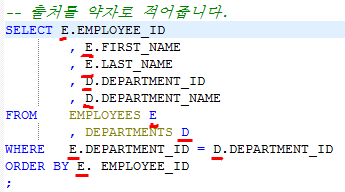 -- 출처를 약자로 적어줍니다.
SELECT E.EMPLOYEE_ID
, E.FIRST_NAME
, E.LAST_NAME
, D.DEPARTMENT_ID
, D.DEPARTMENT_NAME
FROM EMPLOYEES E
, DEPARTMENTS D
WHERE E.DEPARTMENT_ID = D.DEPARTMENT_ID
ORDER BY E. EMPLOYEE_ID
;